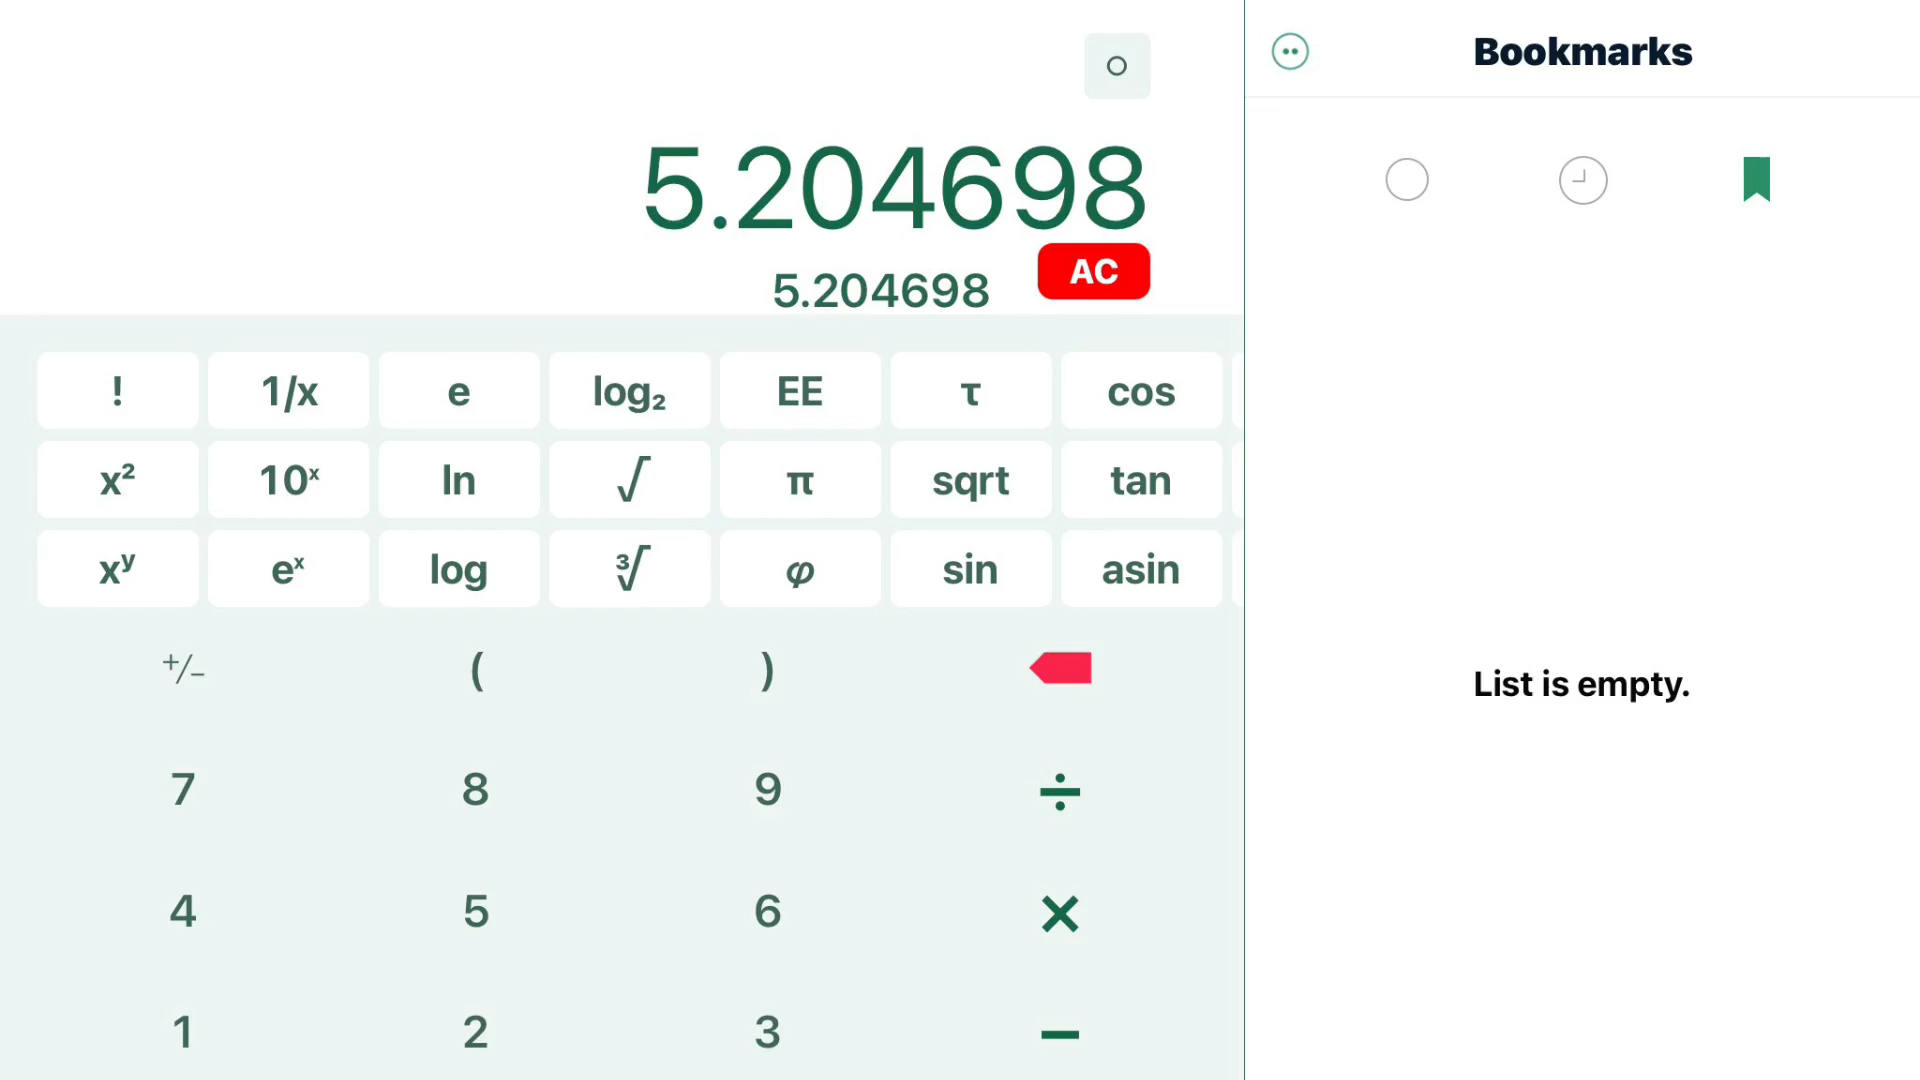 5.204698
5.204698 AC
! 1/x e log₂ EE τ cos
x² 10ˣ ln √ π sqrt tan
xʸ eˣ log ³√ φ sin asin
+/− ( )
7 8 9 ÷
4 5 6 ×
1 2 3 −
Bookmarks
List is empty.